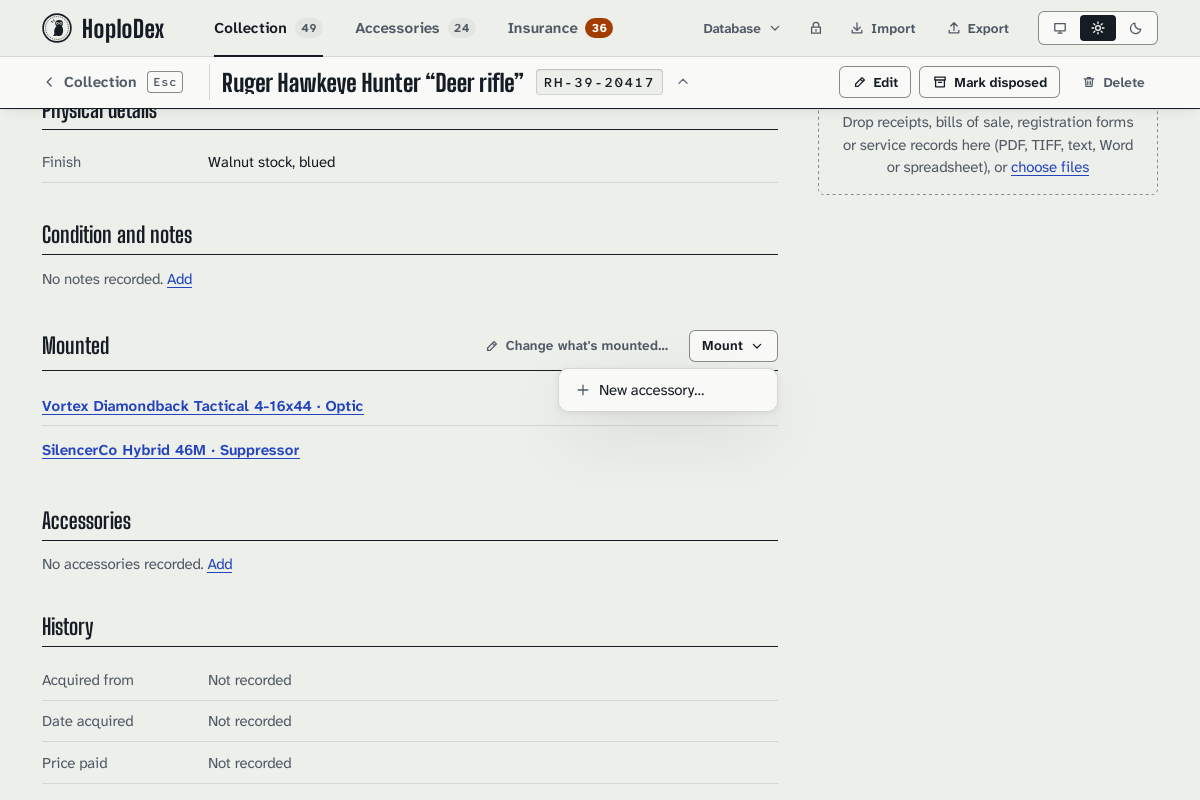 HoploDex
Collection 49
Accessories 24
Insurance 36
Database
Import
Export
Collection Esc
Ruger Hawkeye Hunter “Deer rifle” RH-39-20417
Edit
Mark disposed
Delete
Physical details
Finish Walnut stock, blued
Drop receipts, bills of sale, registration forms
or service records here (PDF, TIFF, text, Word
or spreadsheet), or choose files
Condition and notes
No notes recorded. Add
Mounted
Change what's mounted…
Mount
New accessory…
Vortex Diamondback Tactical 4-16x44 · Optic
SilencerCo Hybrid 46M · Suppressor
Accessories
No accessories recorded. Add
History
Acquired from Not recorded
Date acquired Not recorded
Price paid Not recorded